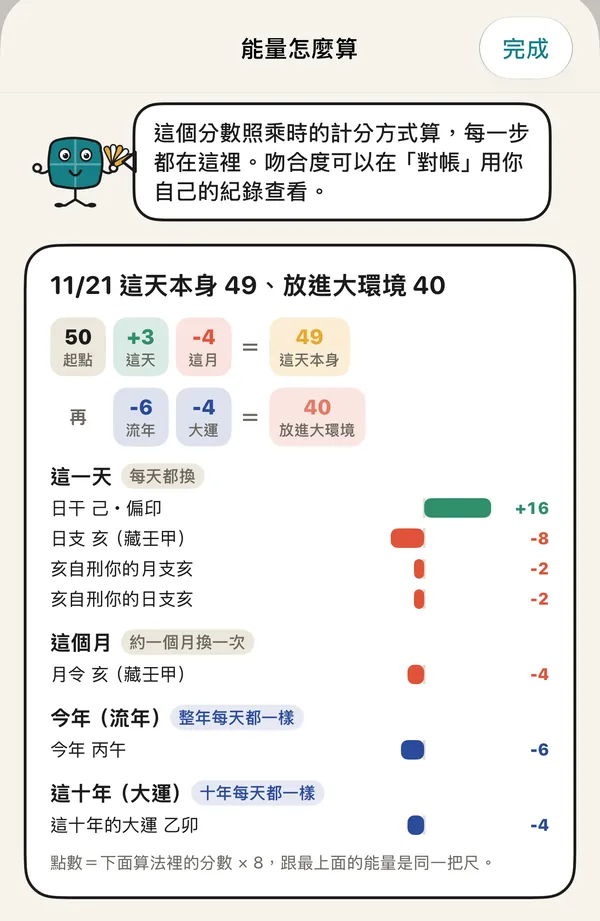 能量怎麼算
完成
這個分數照乘時的計分方式算，每一步
都在這裡。吻合度可以在「對帳」用你
自己的紀錄查看。
11/21 這天本身 49、放進大環境 40
50 +3 -4 = 49
起點 這天 這月 這天本身
再 -6 -4 = 40
流年 大運 放進大環境
這一天 每天都換
日干 己・偏印 +16
日支 亥（藏壬甲） -8
亥自刑你的月支亥 -2
亥自刑你的日支亥 -2
這個月 約一個月換一次
月令 亥（藏壬甲） -4
今年（流年） 整年每天都一樣
今年 丙午 -6
這十年（大運） 十年每天都一樣
這十年的大運 乙卯 -4
點數＝下面算法裡的分數 × 8，跟最上面的能量是同一把尺。